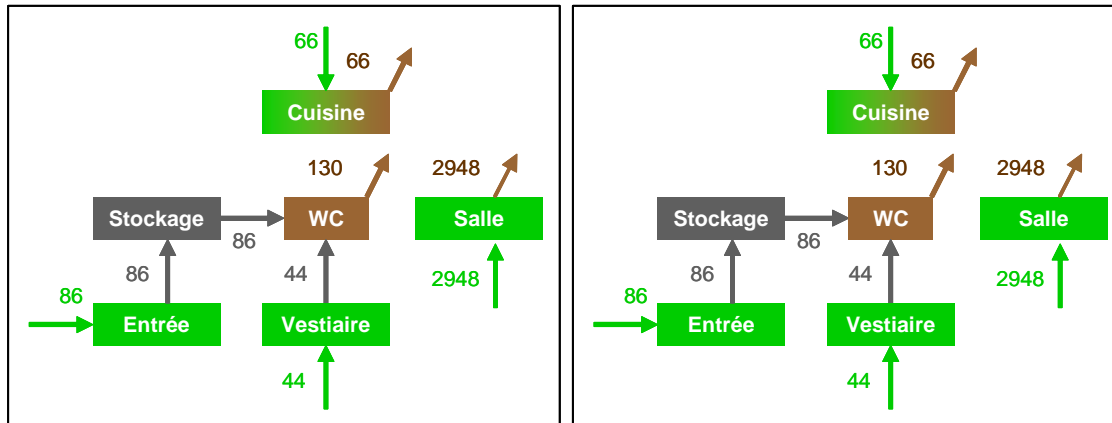 66
66
Cuisine
130
2948
Stockage
WC
Salle
86
86
44
2948
86
Entrée
Vestiaire
44
66
66
Cuisine
130
2948
Stockage
WC
Salle
86
86
44
2948
86
Entrée
Vestiaire
44